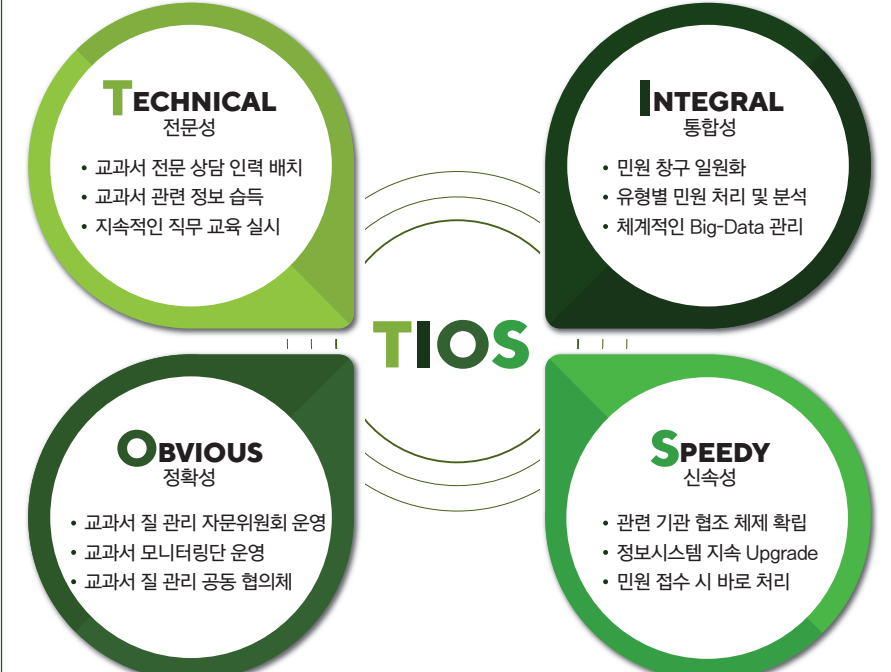 TECHNICAL
전문성
• 교과서 전문 상담 인력 배치
• 교과서 관련 정보 습득
• 지속적인 직무 교육 실시
INTEGRAL
통합성
• 민원 창구 일원화
• 유형별 민원 처리 및 분석
• 체계적인 Big-Data 관리
TIOS
OBVIOUS
정확성
• 교과서 질 관리 자문위원회 운영
• 교과서 모니터링단 운영
• 교과서 질 관리 공동 협의체
SPEEDY
신속성
• 관련 기관 협조 체제 확립
• 정보시스템 지속 Upgrade
• 민원 접수 시 바로 처리